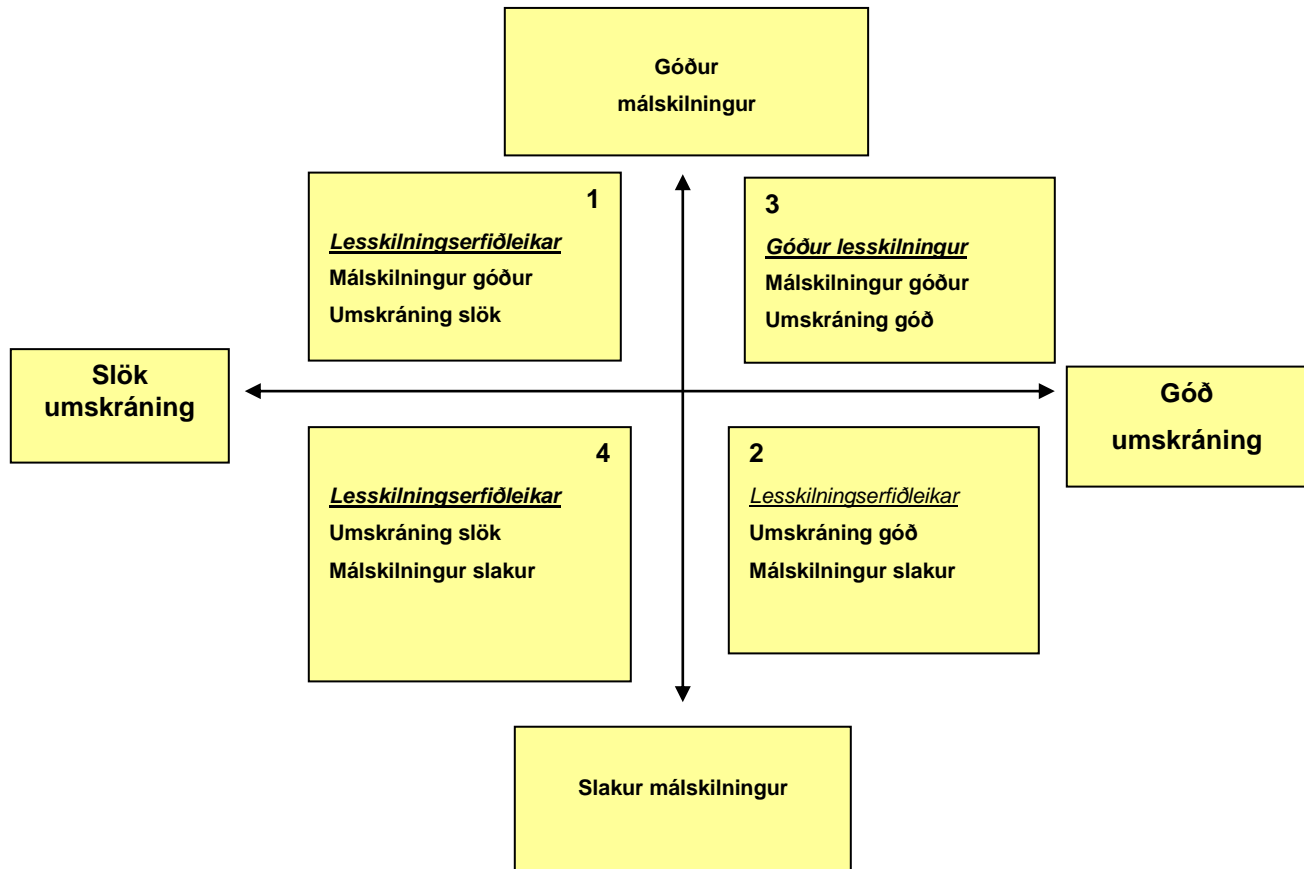 Góður
málskilningur
1
Lesskilningserfiðleikar
Málskilningur góður
Umskráning slök
3
Góður lesskilningur
Málskilningur góður
Umskráning góð
Slök
umskráning
Góð
umskráning
4
Lesskilningserfiðleikar
Umskráning slök
Málskilningur slakur
2
Lesskilningserfiðleikar
Umskráning góð
Málskilningur slakur
Slakur málskilningur